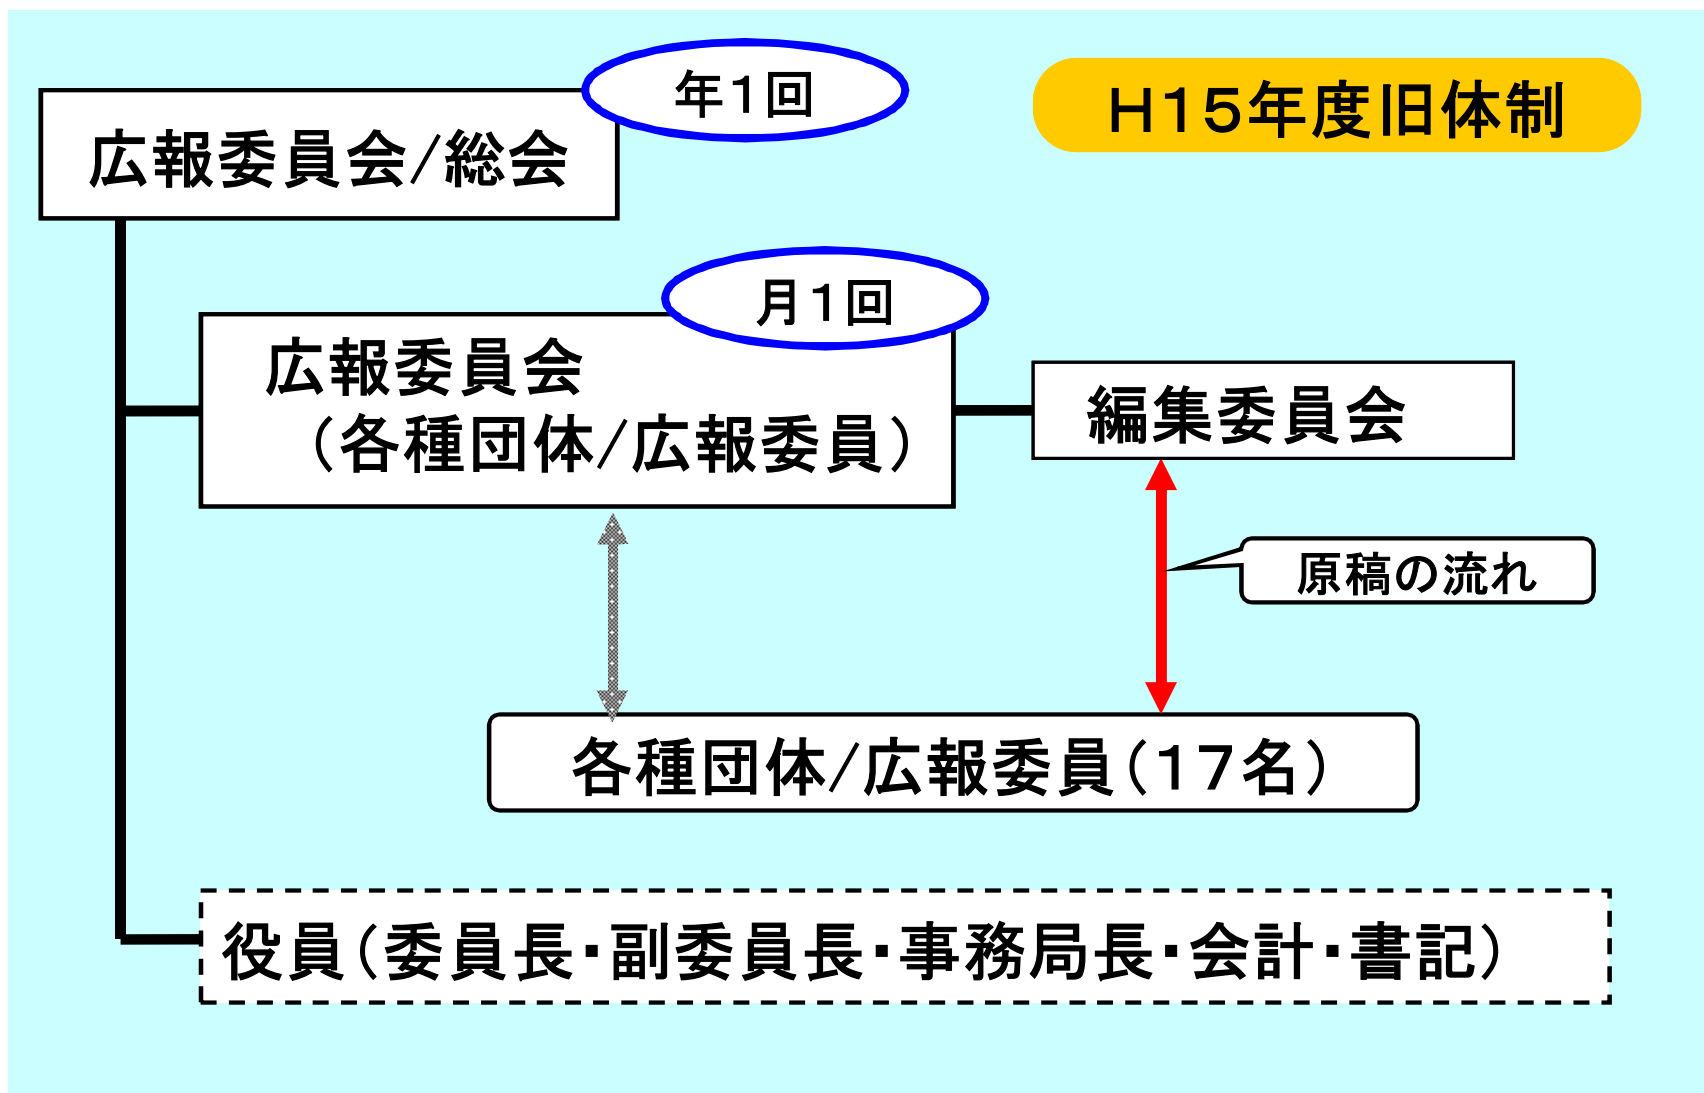 年1回
H15年度旧体制
広報委員会/総会
月1回
広報委員会
(各種団体/広報委員)
編集委員会
原稿の流れ
各種団体/広報委員(17名)
役員(委員長・副委員長・事務局長・会計・書記)